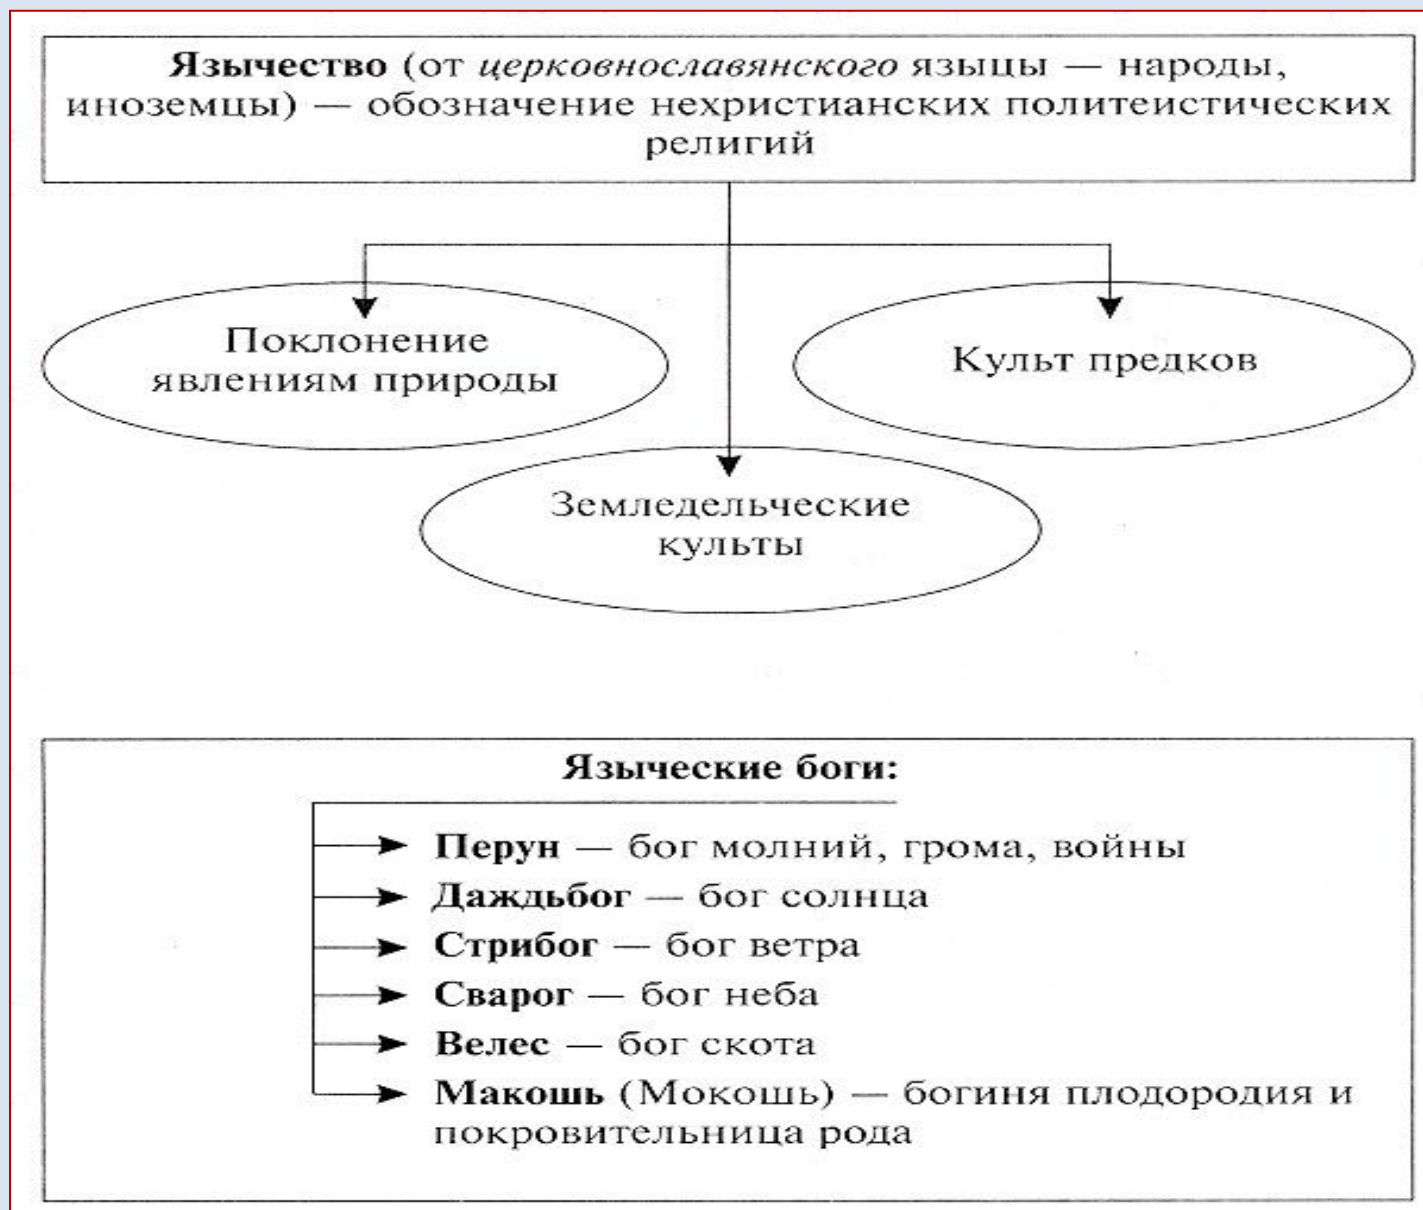 Язычество (от церковнославянского языцы — народы,
иноземцы) — обозначение нехристианских политеистических
религий
Поклонение
явлениям природы
Культ предков
Земледельческие
культы
Языческие боги:
Перун — бог молний, грома, войны
Даждьбог — бог солнца
Стрибог — бог ветра
Сварог — бог неба
Велес — бог скота
Макошь (Мокошь) — богиня плодородия и
покровительница рода